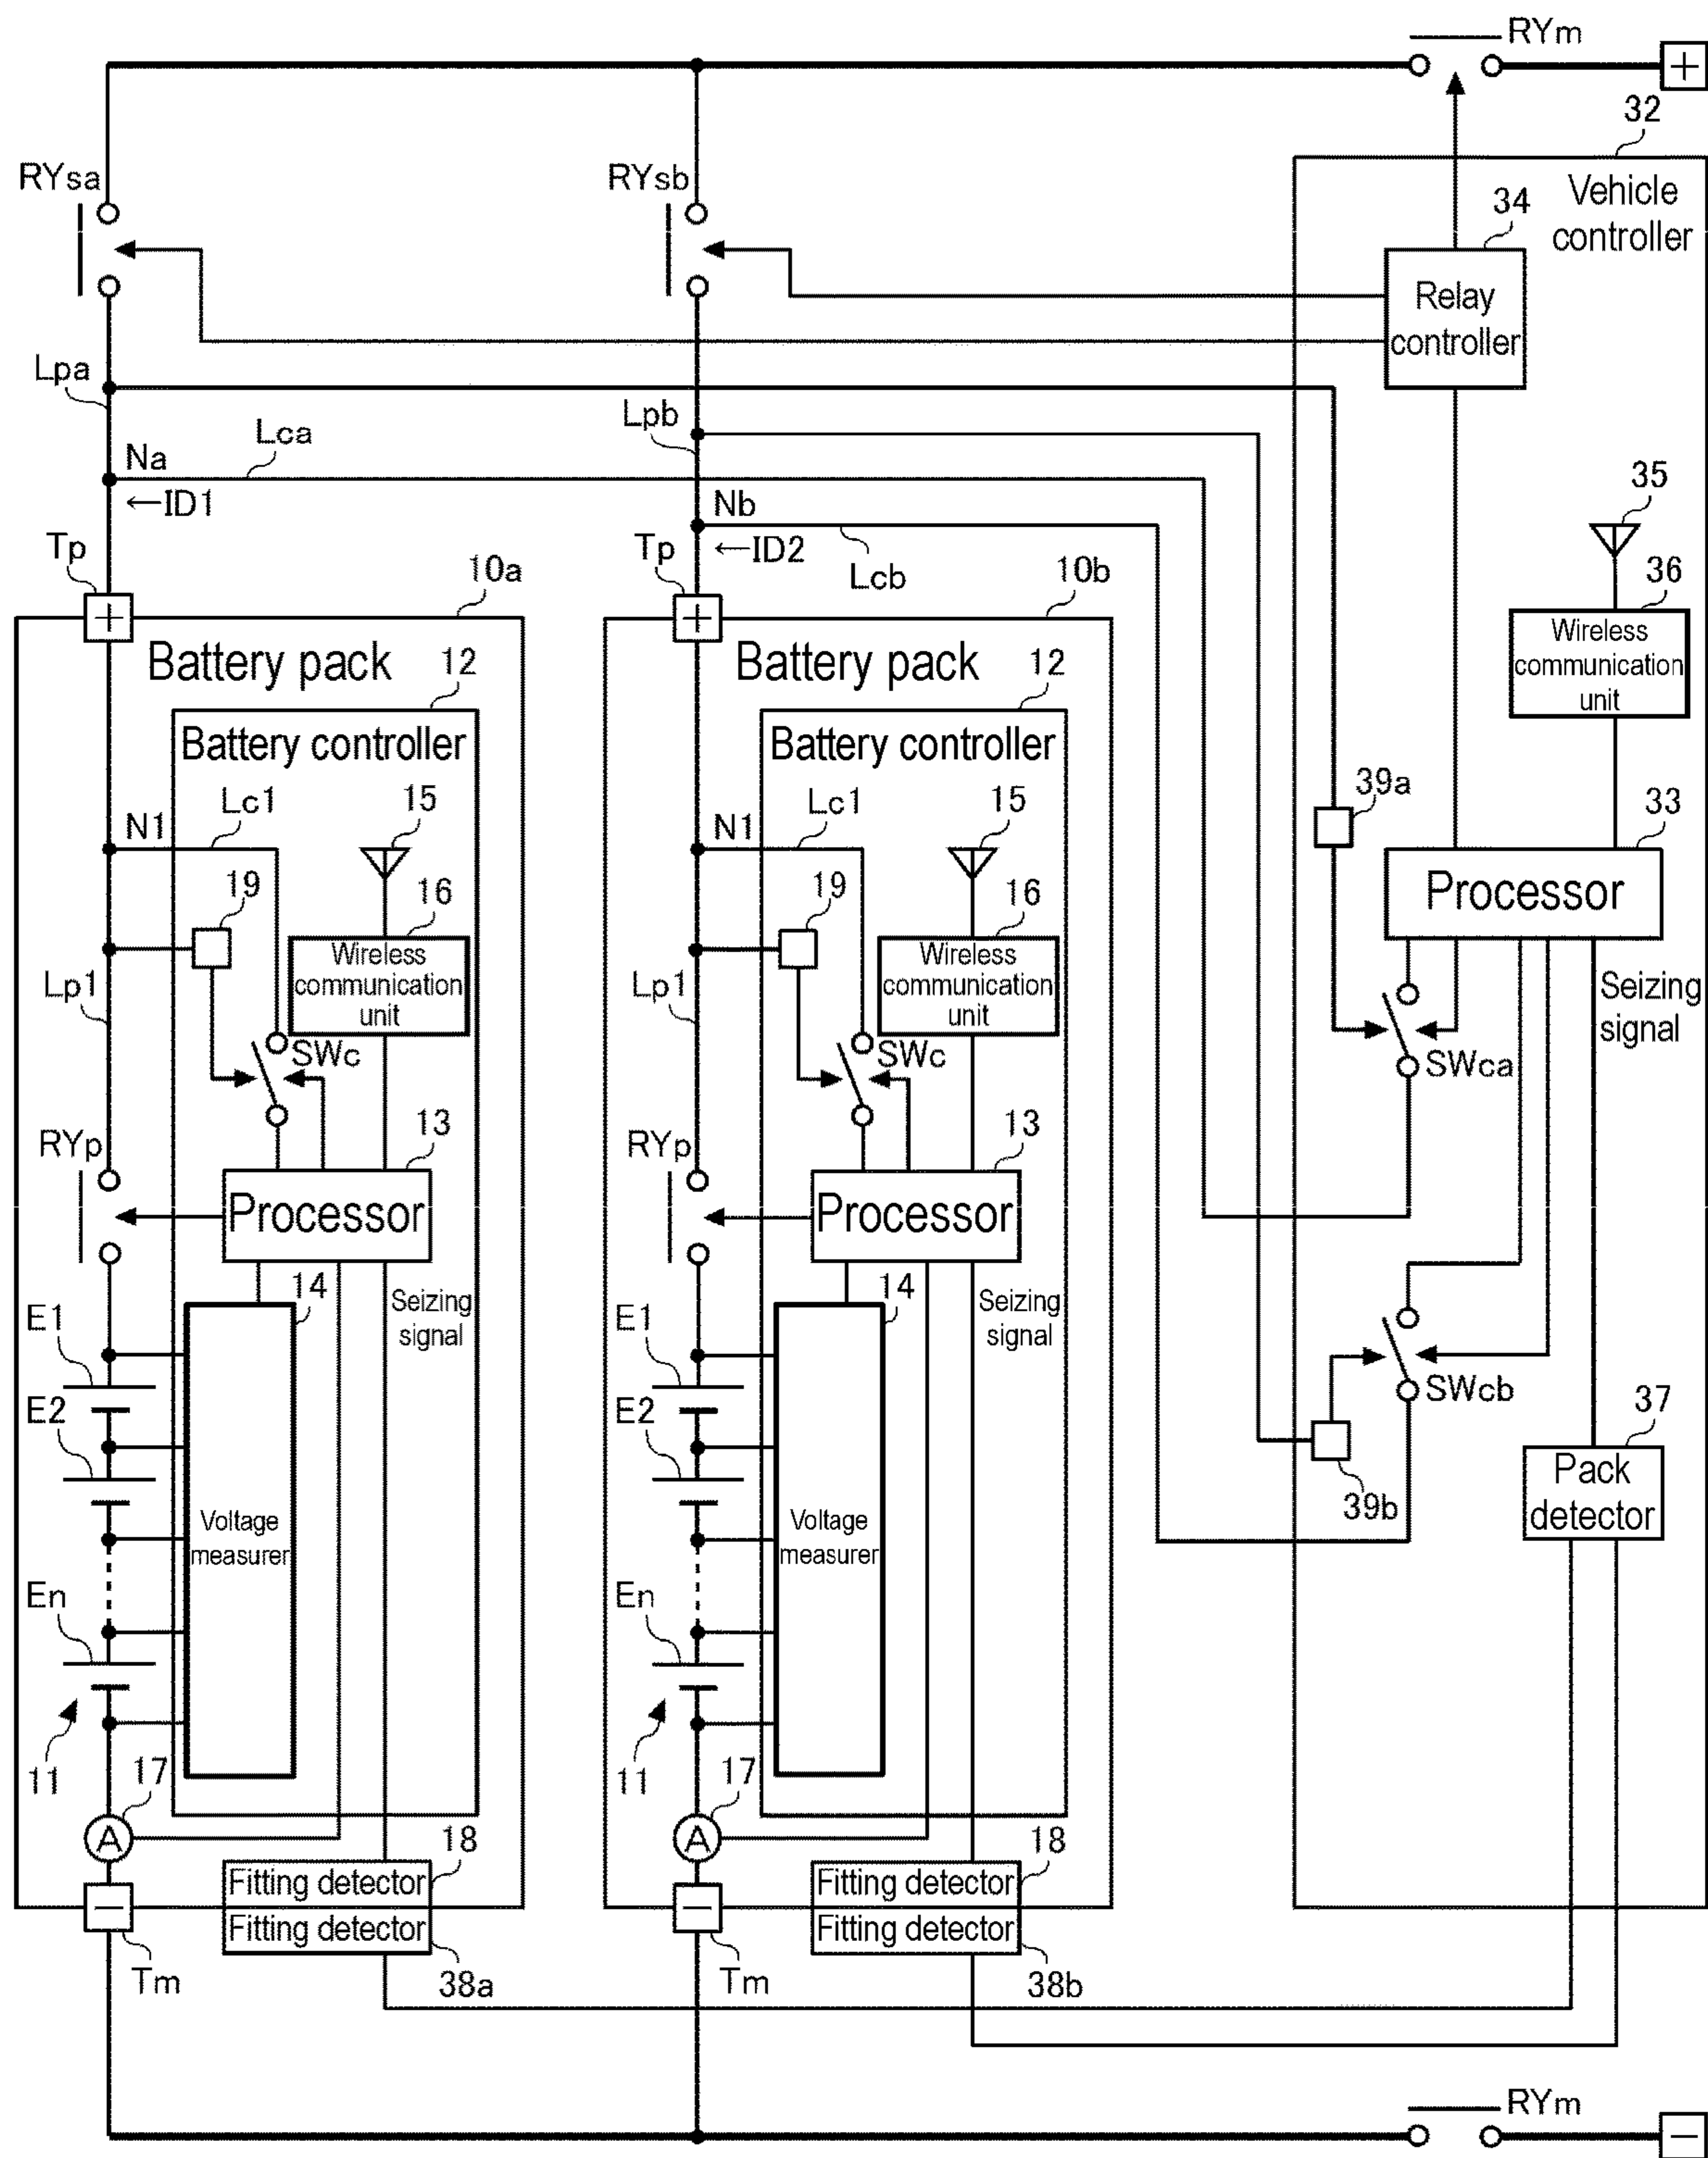 RYm
+
32
RYsa
RYsb
34
Vehicle
controller
Relay
controller
Lpa
Lpb
Lca
Na
←ID1
Nb
←ID2
Lcb
35
Tp
Tp
10a
10b
36
+
+
Wireless
communication
unit
Battery pack
12
Battery pack
12
Battery controller
Battery controller
39a
33
Lc1
15
Lc1
15
N1
N1
Processor
19
16
19
16
Wireless
communication
unit
Wireless
communication
unit
Lp1
Lp1
Seizing
signal
SWc
SWc
SWca
RYp
13
RYp
13
Processor
Processor
14
Seizing
signal
14
Seizing
signal
E1
E1
E2
E2
SWcb
37
Pack
detector
39b
Voltage
measurer
Voltage
measurer
En
En
11
17
11
17
A
18
A
18
Fitting detector
Fitting detector
−
−
Fitting detector
Fitting detector
Tm
38a
Tm
38b
RYm
−